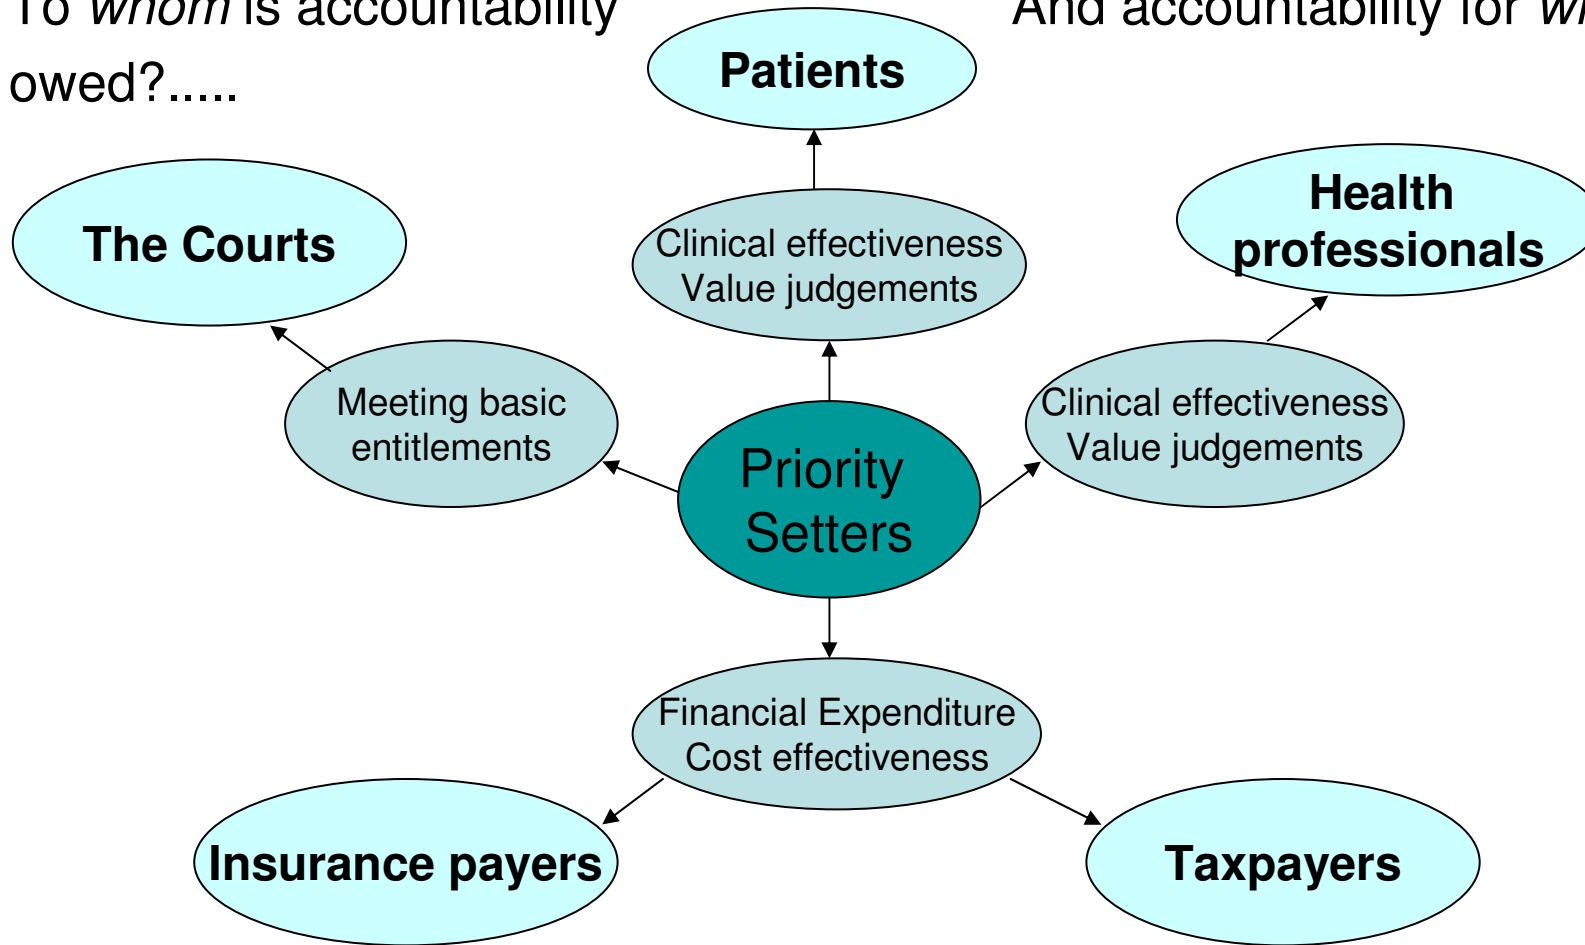 To whom is accountability
owed?.....
And accountability for
Patients
The Courts
Health
professionals
Clinical effectiveness
Value judgements
Meeting basic
entitlements
Clinical effectiveness
Value judgements
Priority
Setters
Financial Expenditure
Cost effectiveness
Insurance payers
Taxpayers